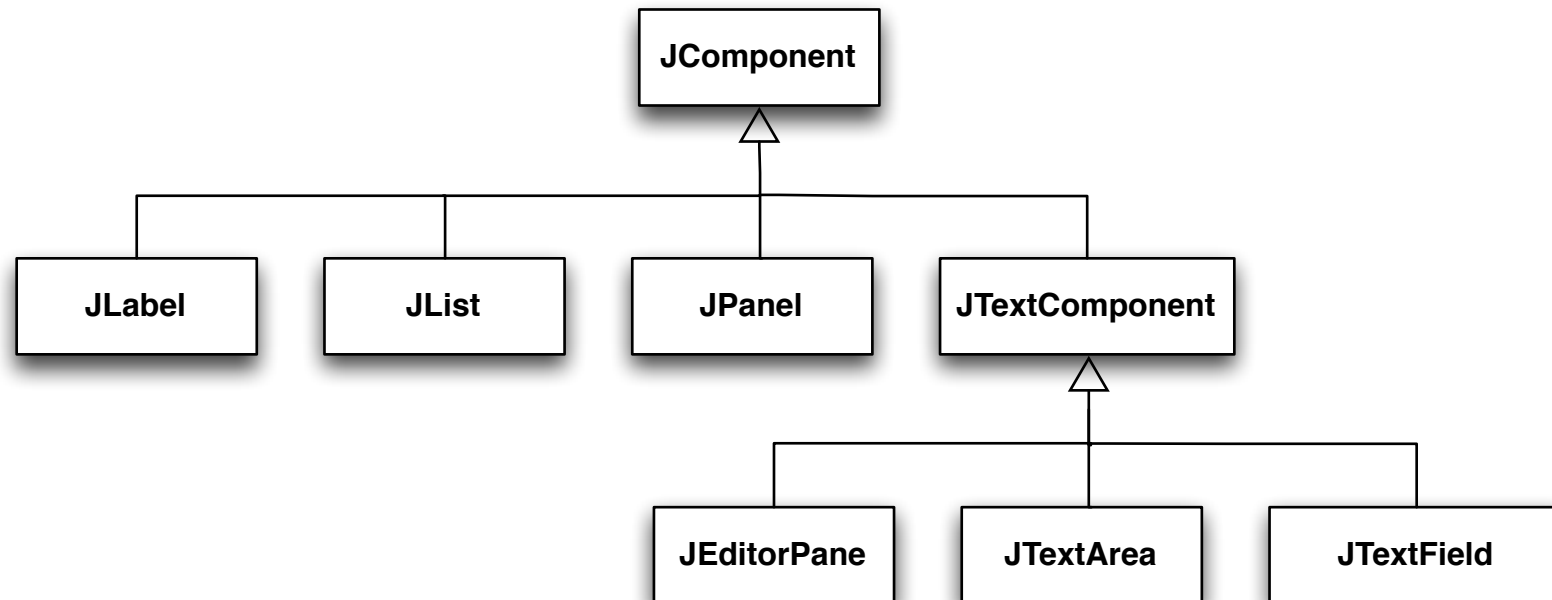 JComponent
JLabel
JList
JPanel
JTextComponent
JEditorPane
JTextArea
JTextField